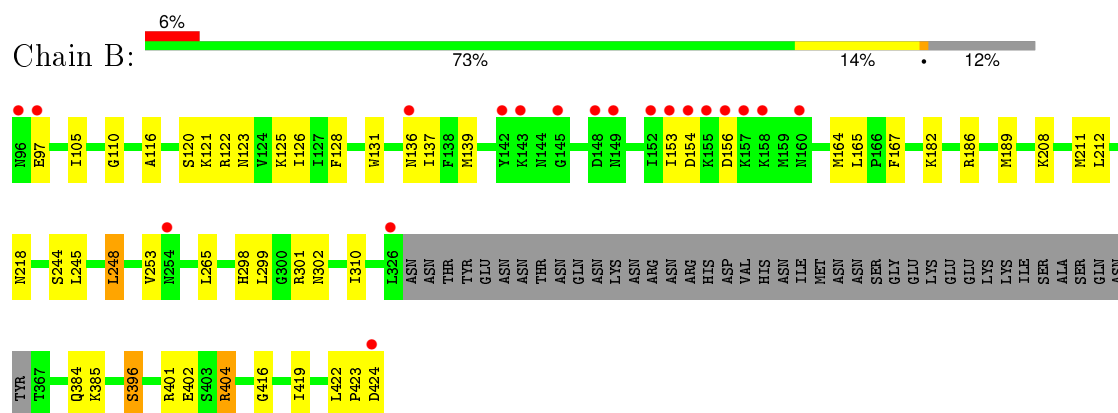 6%
Chain B:
73% 14% • 12%
N96 E97 I105 G110 A116 S120 K121 R122 N123 V124 K125 I126 I127 F128 W131 N136 I137 F138 M139 Y142 K143 N144 G145 D148 N149 I152 I153 D154 K155 D156 K157 K158 M159 N160 M164 L165 P166 F167 K182 R186 M189 K208 M211 L212
N218 S244 L245 L248 V253 N254 L265 H298 L299 G300 R301 N302 I310 L326 ASN ASN THR TYR GLU ASN ASN THR ASN GLN ASN LYS ASN ARG ASN ARG HIS ASP VAL HIS ASN ILE MET ASN ASN SER GLY GLU LYS GLU GLU LYS LYS ILE SER ALA SER GLN ASN
TYR T367 Q384 K385 S396 R401 E402 S403 R404 G416 I419 L422 P423 D424